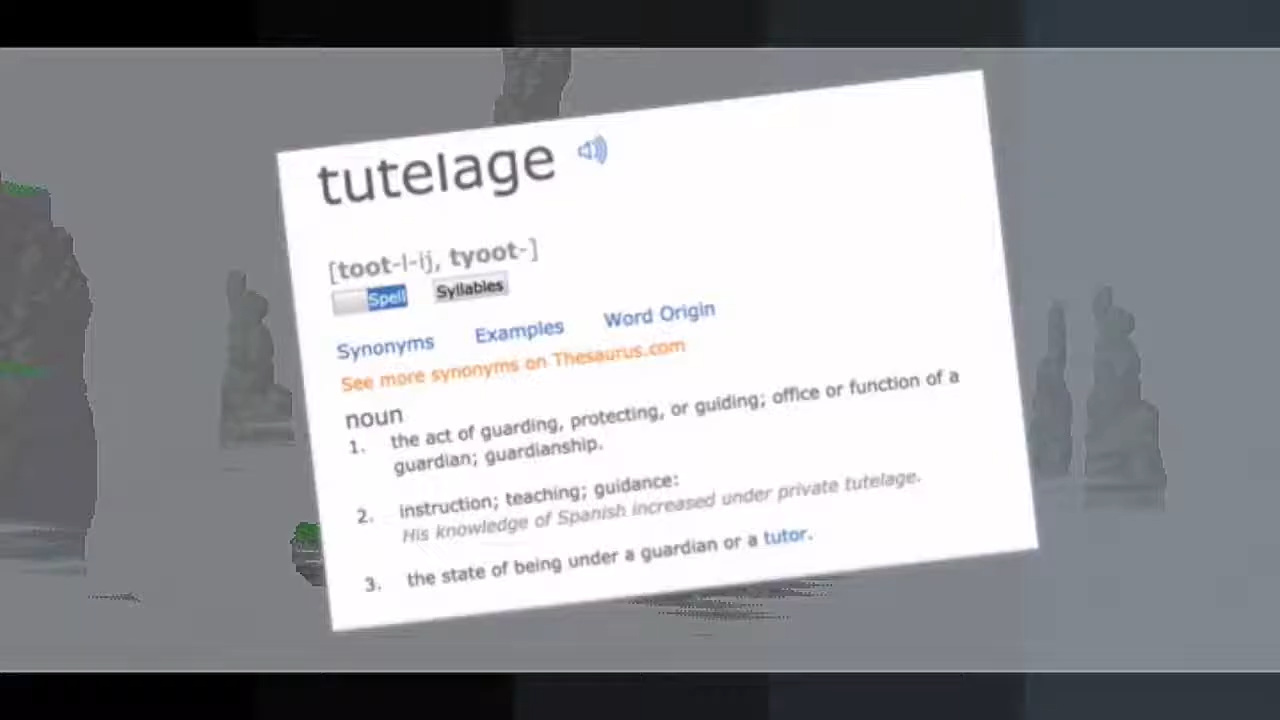 tutelage
[toot-l-ij, tyoot-]
Spell Syllables
Synonyms Examples Word Origin
See more synonyms on Thesaurus.com
noun
1. the act of guarding, protecting, or guiding; office or function of a
guardian; guardianship.
2. instruction; teaching; guidance:
His knowledge of Spanish increased under private tutelage.
3. the state of being under a guardian or a tutor.